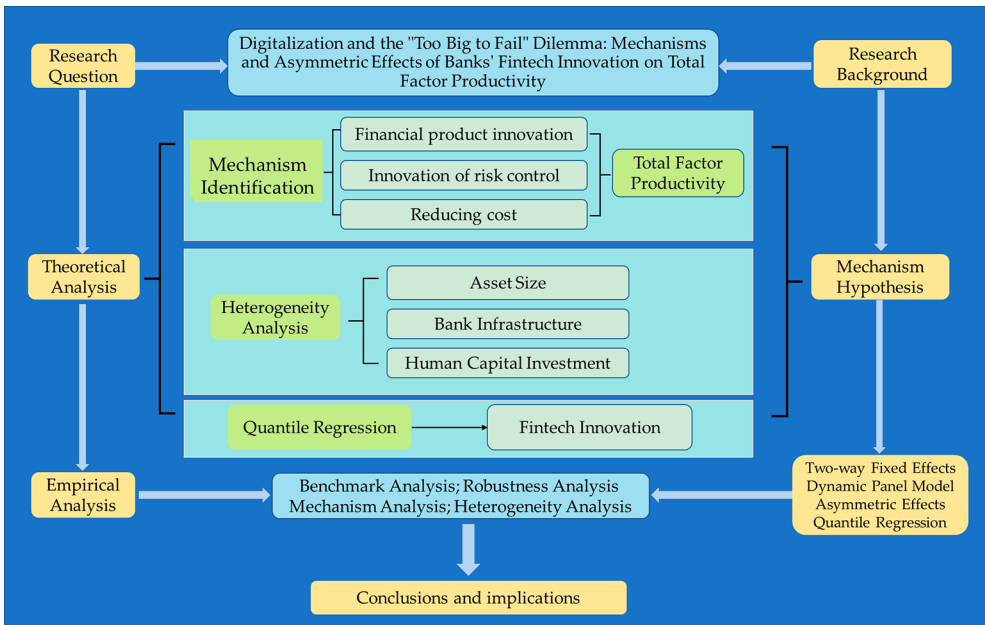 Research
Question
Digitalization and the "Too Big to Fail" Dilemma: Mechanisms
and Asymmetric Effects of Banks' Fintech Innovation on Total
Factor Productivity
Research
Background
Mechanism
Identification
Financial product innovation
Innovation of risk control
Reducing cost
Total Factor
Productivity
Theoretical
Analysis
Heterogeneity
Analysis
Asset Size
Bank Infrastructure
Human Capital Investment
Mechanism
Hypothesis
Quantile Regression
Fintech Innovation
Empirical
Analysis
Benchmark Analysis; Robustness Analysis
Mechanism Analysis; Heterogeneity Analysis
Two-way Fixed Effects
Dynamic Panel Model
Asymmetric Effects
Quantile Regression
Conclusions and implications